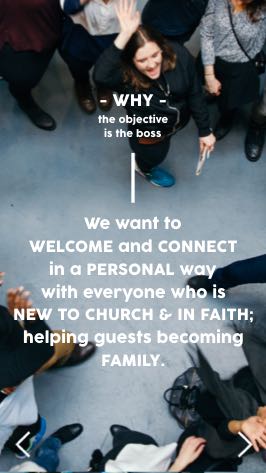 - WHY -
the objective
is the boss
We want to
WELCOME and CONNECT
in a PERSONAL way
with everyone who is
NEW TO CHURCH & IN FAITH;
helping guests becoming
FAMILY.